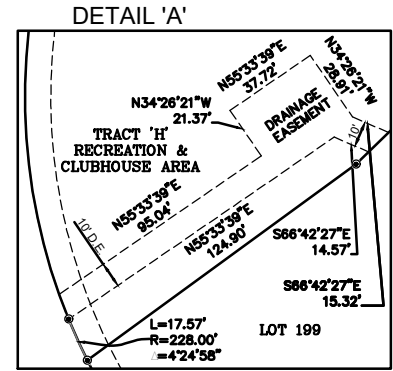 DETAIL 'A'
N55°33'39"E
37.72'
N34°26'21"W
28.91'
N34°26'21"W
21.37'
DRAINAGE
EASEMENT
10'
TRACT 'H'
RECREATION &
CLUBHOUSE AREA
N55°33'39"E
95.04'
N55°33'39"E
124.90'
10' D.E.
S66°42'27"E
14.57'
S66°42'27"E
15.32'
L=17.57'
R=228.00'
Δ=4°24'58"
LOT 199